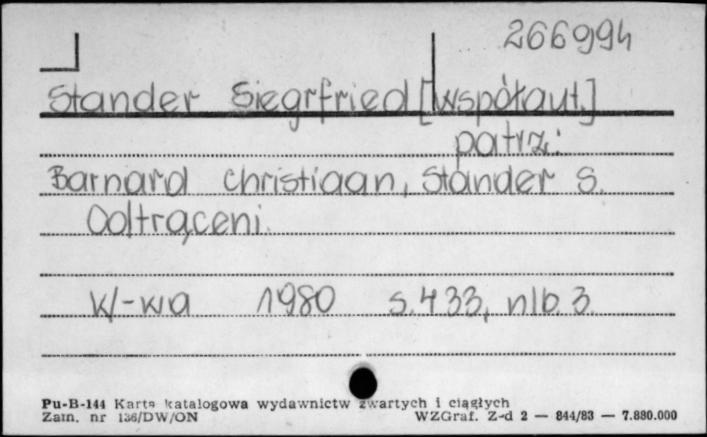 266994
Stander Siegrfried [współaut.]
patrz:
Barnard Christiaan, Stander S.
Odtrąceni.
W-wa 1980 s. 433, nlb. 3.
Pu-B-144 Karta katalogowa wydawnictw zwartych i ciągłych
Zam. nr 136/DW/ON WZGraf. Z-d 2 — 844/83 — 7.880.000